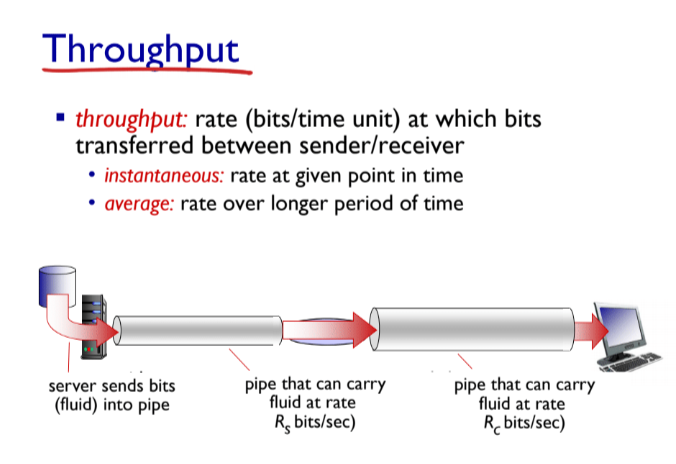 Throughput
▪ throughput: rate (bits/time unit) at which bits
transferred between sender/receiver
• instantaneous: rate at given point in time
• average: rate over longer period of time
server sends bits
(fluid) into pipe
pipe that can carry
fluid at rate
Rs bits/sec)
pipe that can carry
fluid at rate
Rc bits/sec)